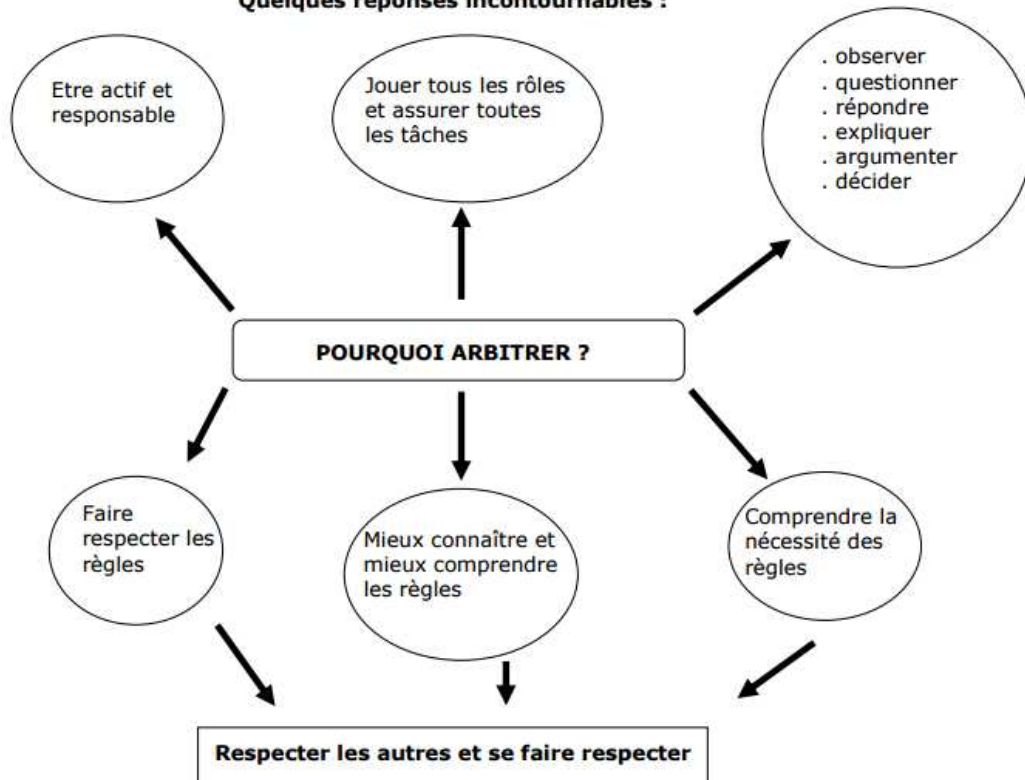 Quelques réponses incontournables :
Etre actif et
responsable
Jouer tous les rôles
et assurer toutes
les tâches
. observer
. questionner
. répondre
. expliquer
. argumenter
. décider
POURQUOI ARBITRER ?
Faire
respecter les
règles
Mieux connaître et
mieux comprendre
les règles
Comprendre la
nécessité des
règles
Respecter les autres et se faire respecter